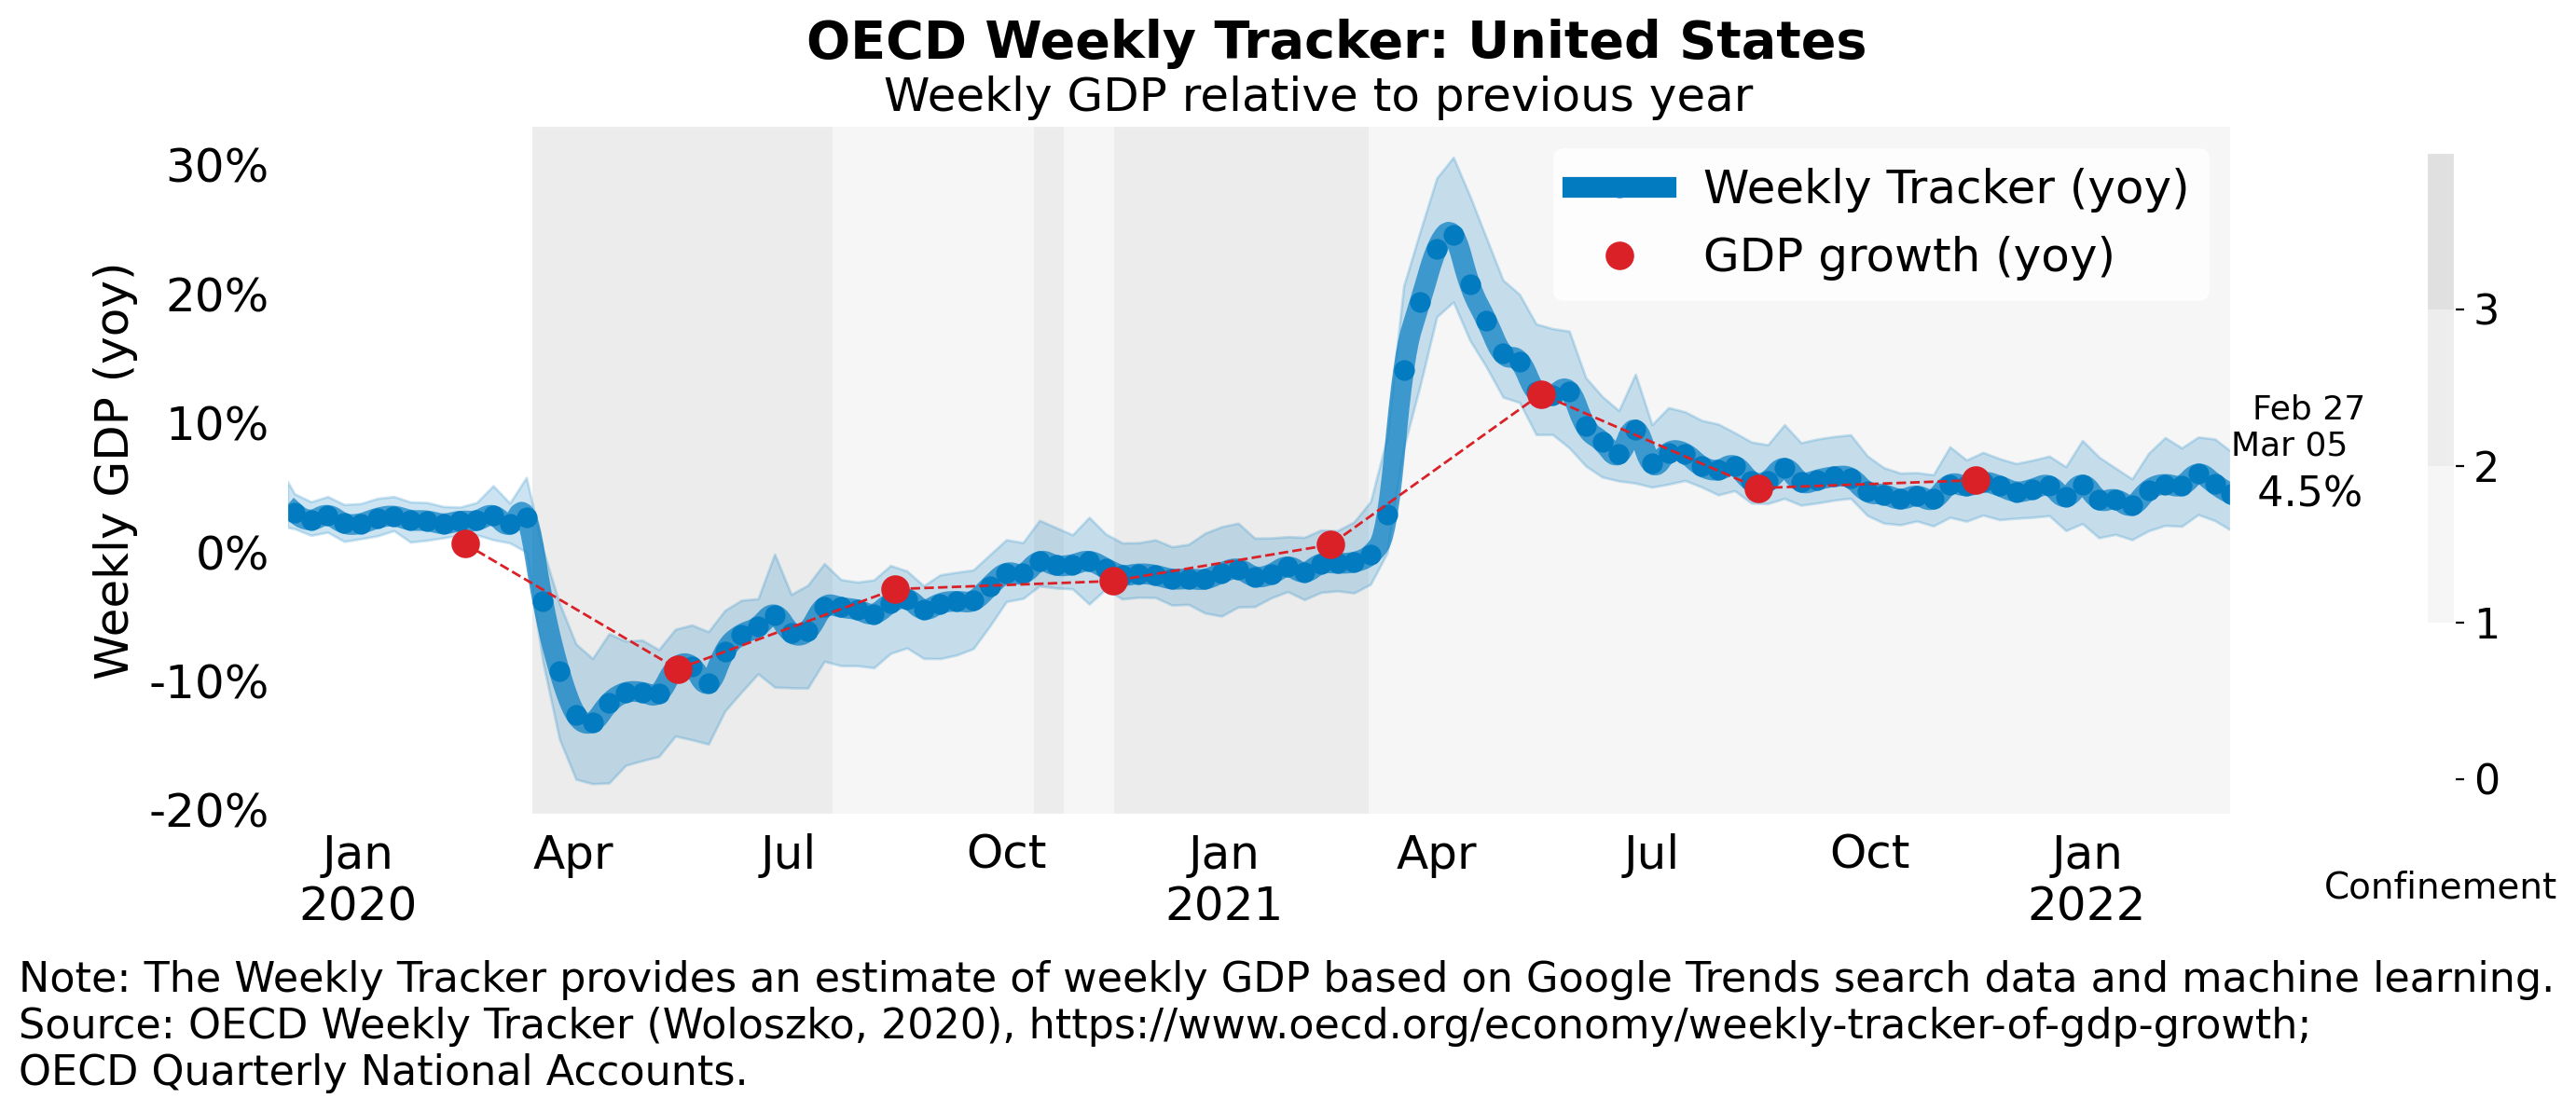 OECD Weekly Tracker: United States
Weekly GDP relative to previous year
Weekly GDP (yoy)
30%
20%
10%
0%
-10%
-20%
Weekly Tracker (yoy)
GDP growth (yoy)
Feb 27
Mar 05
4.5%
3
2
1
0
Confinement
Jan Apr Jul Oct Jan Apr Jul Oct Jan
2020 2021 2022
Note: The Weekly Tracker provides an estimate of weekly GDP based on Google Trends search data and machine learning.
Source: OECD Weekly Tracker (Woloszko, 2020), https://www.oecd.org/economy/weekly-tracker-of-gdp-growth;
OECD Quarterly National Accounts.